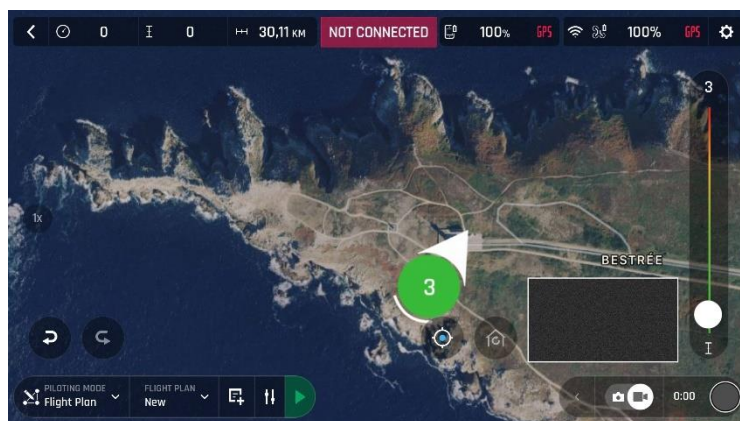 0
0
30,11 км
NOT CONNECTED
100%
GPS
100%
GPS
3
1x
BESTRÉE
3
PILOTING MODE
Flight Plan
FLIGHT PLAN
New
0:00